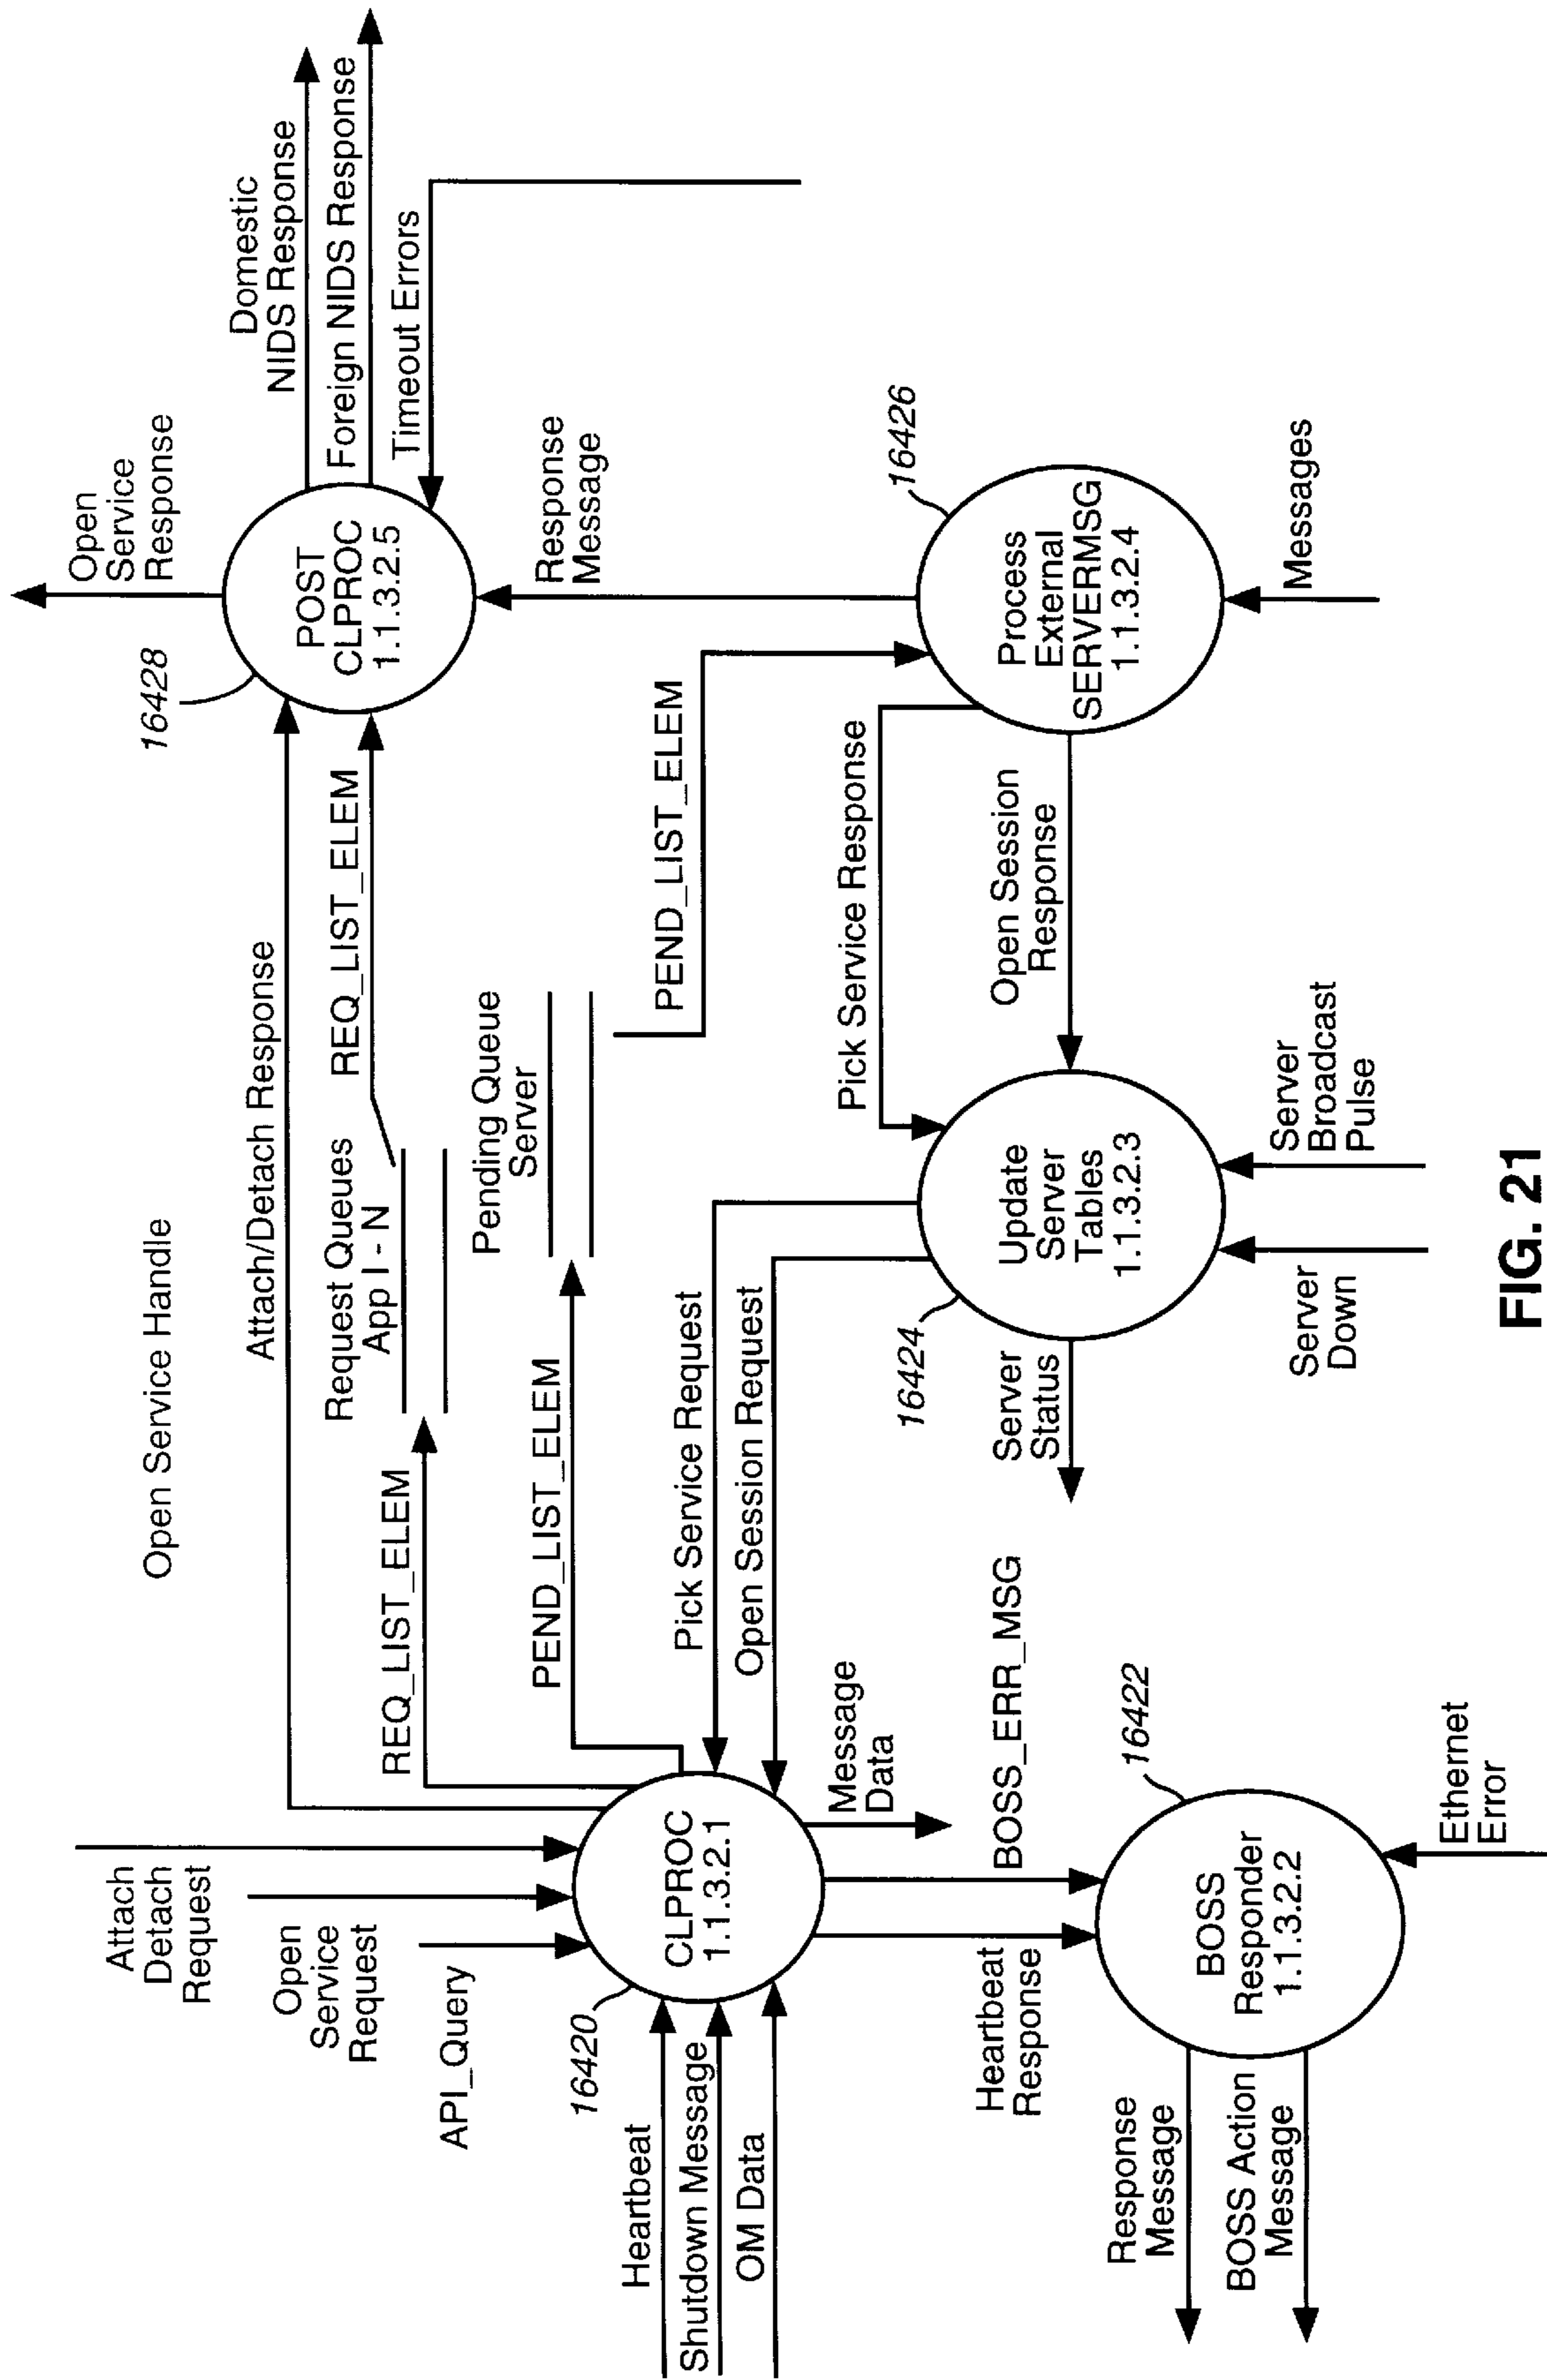 Open Service Handle
Attach
Detach
Request
Open
Service
Request
API_Query
Heartbeat
Shutdown Message
OM Data
16420
CLPROC
1.1.3.2.1
Attach/Detach Response
REQ_LIST_ELEM
Request Queues
App I - N
REQ_LIST_ELEM
PEND_LIST_ELEM
Pending Queue
Server
PEND_LIST_ELEM
Pick Service Request
Open Session Request
Message
Data
BOSS_ERR_MSG
Heartbeat
Response
16422
BOSS
Responder
1.1.3.2.2
Response
Message
BOSS Action
Message
Ethernet
Error
16424
Update
Server
Tables
1.1.3.2.3
Server
Status
Server
Down
Server
Broadcast
Pulse
Pick Service Response
Open Session
Response
16426
Process
External
SERVERMSG
1.1.3.2.4
Messages
Response
Message
16428
POST
CLPROC
1.1.3.2.5
Open
Service
Response
Domestic
NIDS Response
Foreign NIDS Response
Timeout Errors
FIG. 21